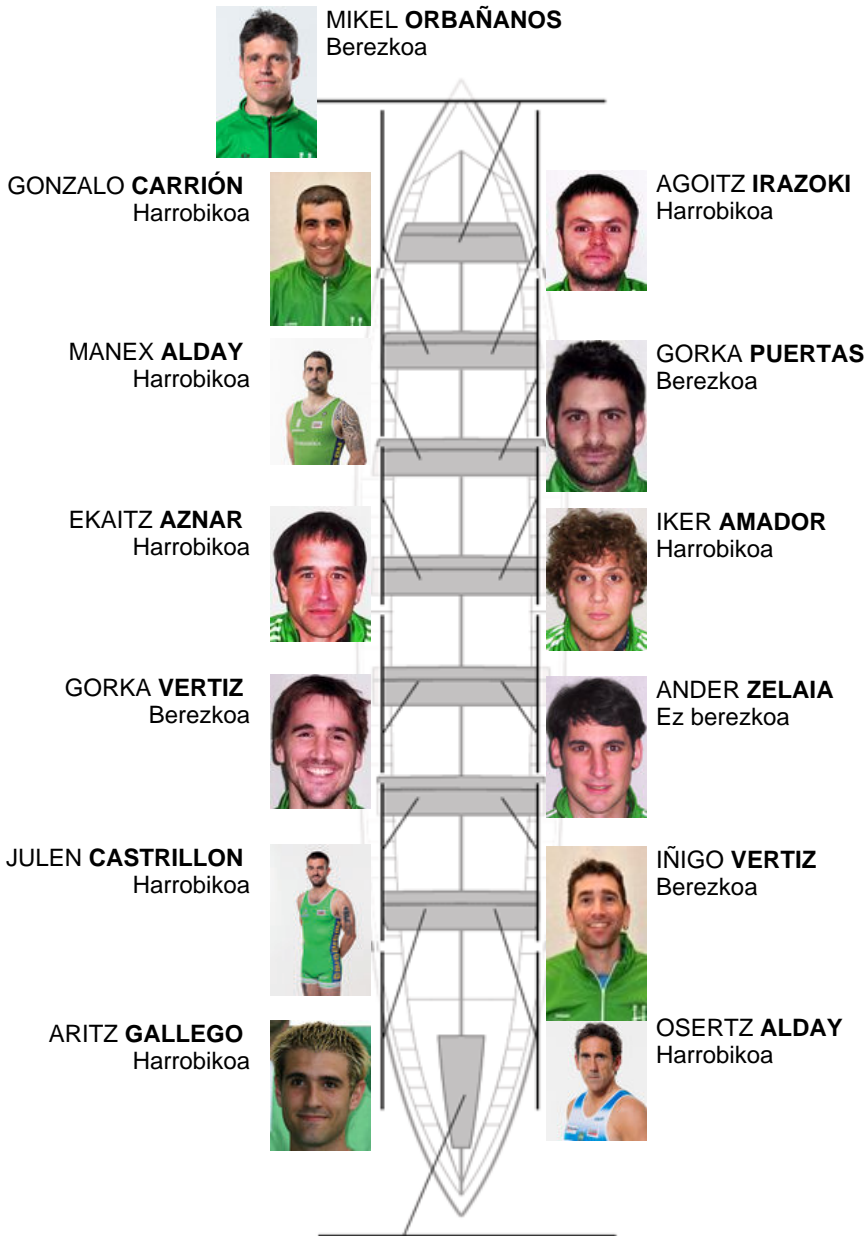 MIKEL ORBAÑANOS
Berezkoa
GONZALO CARRIÓN
Harrobikoa
AGOITZ IRAZOKI
Harrobikoa
MANEX ALDAY
Harrobikoa
GORKA PUERTAS
Berezkoa
EKAITZ AZNAR
Harrobikoa
IKER AMADOR
Harrobikoa
GORKA VERTIZ
Berezkoa
ANDER ZELAIA
Ez berezkoa
JULEN CASTRILLON
Harrobikoa
IÑIGO VERTIZ
Berezkoa
ARITZ GALLEGO
Harrobikoa
OSERTZ ALDAY
Harrobikoa